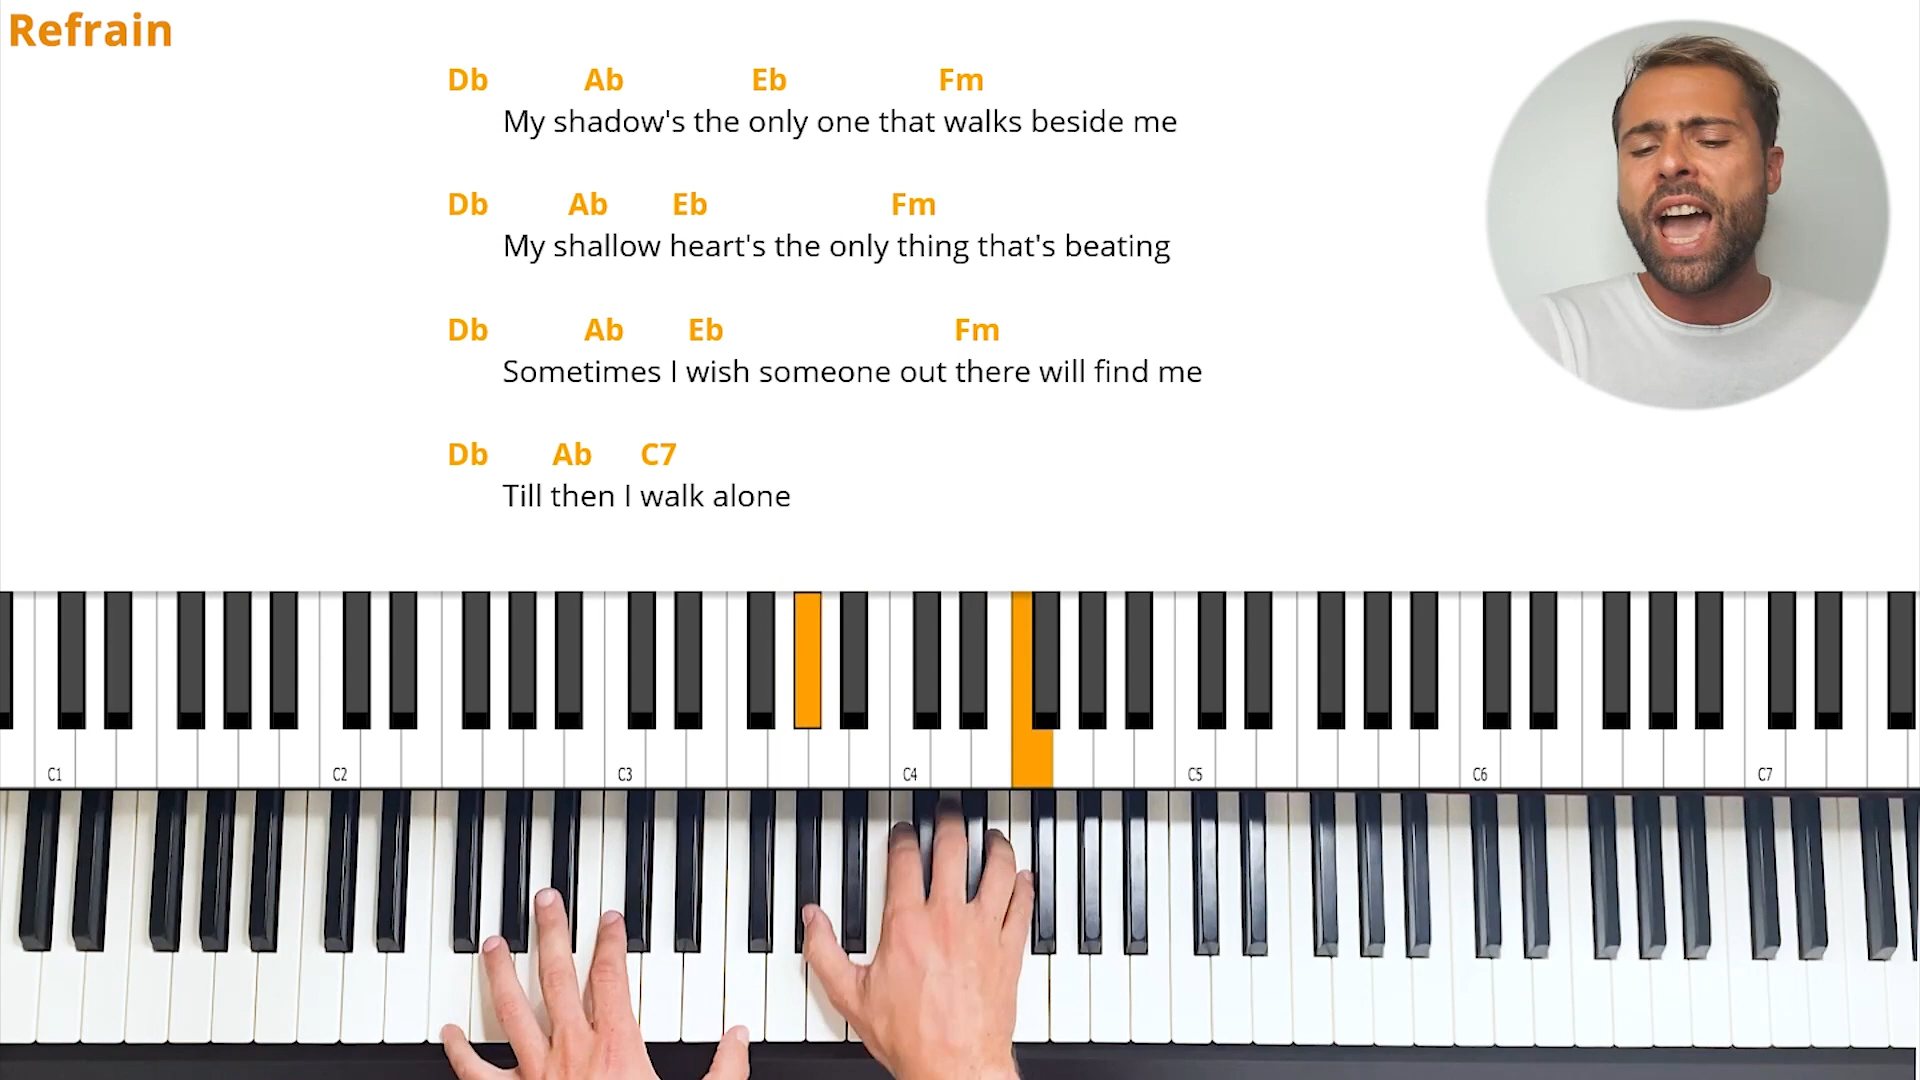 Refrain
Db Ab Eb Fm
My shadow's the only one that walks beside me
Db Ab Eb Fm
My shallow heart's the only thing that's beating
Db Ab Eb Fm
Sometimes I wish someone out there will find me
Db Ab C7
Till then I walk alone
C1 C2 C3 C4 C5 C6 C7